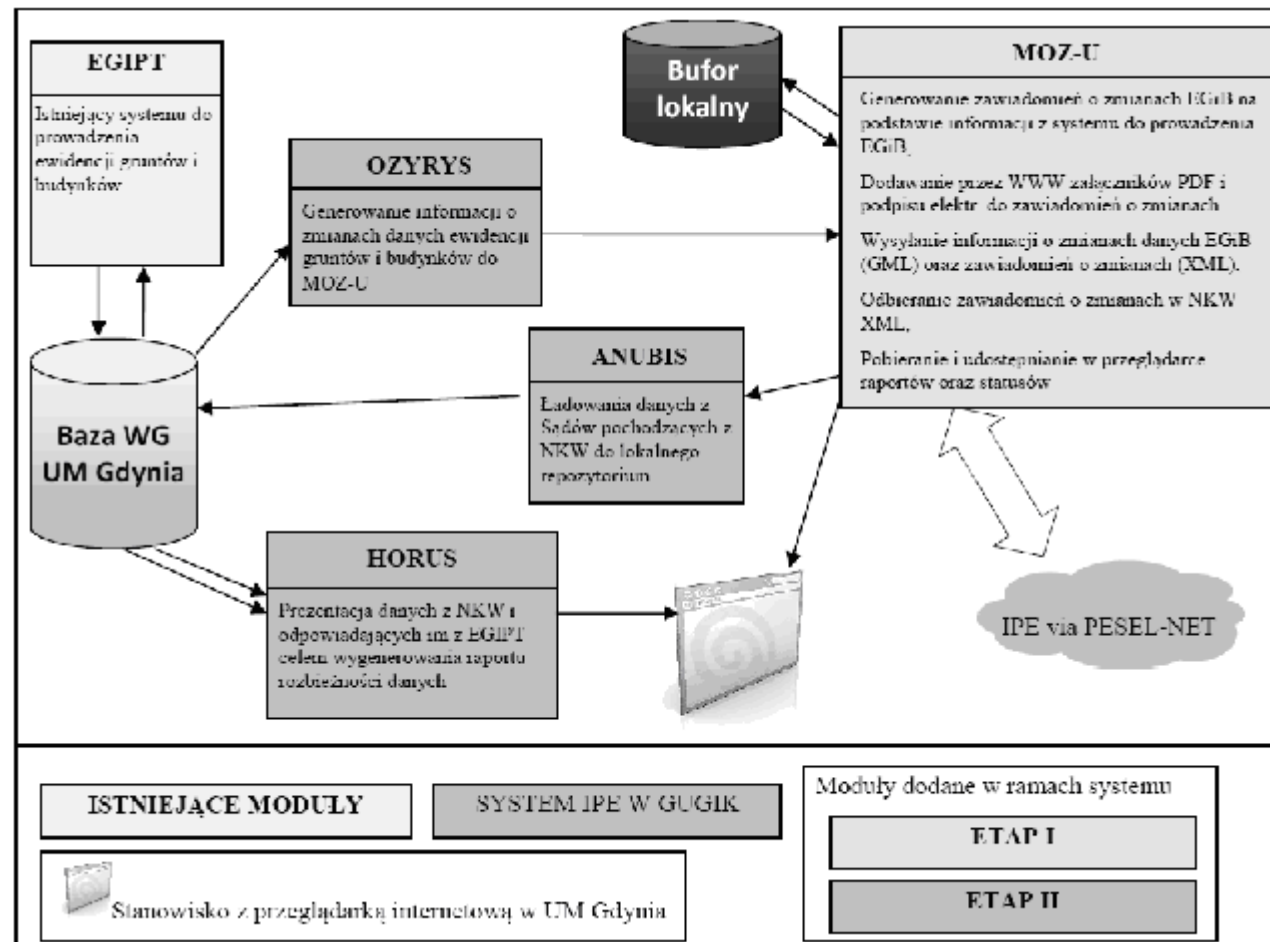 EGIPT
Istniejący systemu do
prowadzenia
ewidencji gruntów i
budynków
Bufor
lokalny
MOZ-U
Generowanie zawiadomień o zmianach EGiB na
podstawie informacji z systemu do prowadzenia
EGiB,
Dodawanie przez WWW załączników PDF i
podpisu elektr. do zawiadomień o zmianach
Wysyłanie informacji o zmianach danych EGiB
(GML) oraz zawiadomień o zmianach (XML).
Odbieranie zawiadomień o zmianach w NKW
XML,
Pobieranie i udostępnianie w przeglądarce
raportów oraz statusów
OZYRYS
Generowanie informacji o
zmianach danych ewidencji
gruntów i budynków do
MOZ-U
ANUBIS
Ładowania danych z
Sądów pochodzących z
NKW do lokalnego
repozytorium
Baza WG
UM Gdynia
HORUS
Prezentacja danych z NKW i
odpowiadających im z EGIPT
celem wygenerowania raportu
rozbieżności danych
IPE via PESEL-NET
ISTNIEJĄCE MODUŁY
SYSTEM IPE W GUGIK
Moduły dodane w ramach systemu
ETAP I
ETAP II
Stanowisko z przeglądarką internetową w UM Gdynia